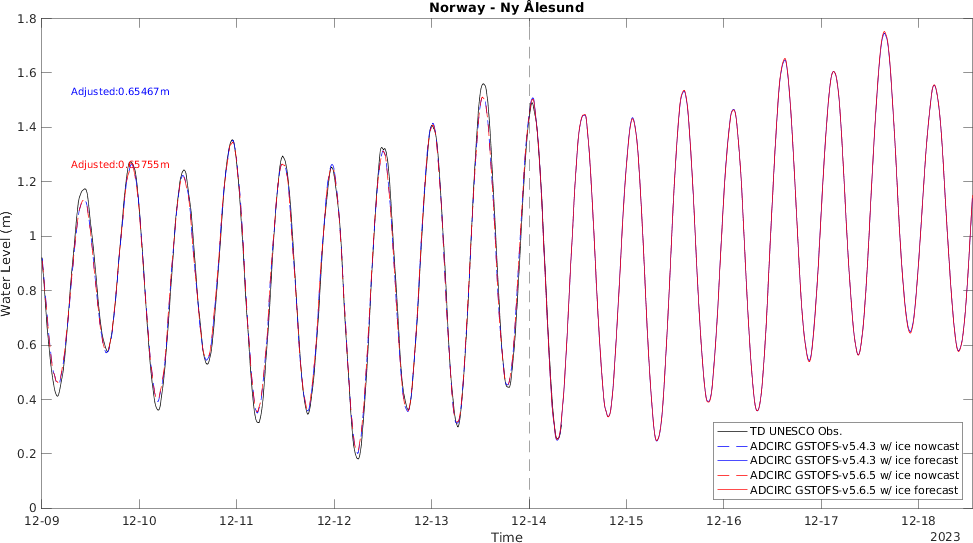 Norway - Ny Ålesund
1.8
1.6
1.4
1.2
1
0.8
0.6
0.4
0.2
0
Water Level (m)
Adjusted:0.65467m
Adjusted:0.65755m
TD UNESCO Obs.
ADCIRC GSTOFS-v5.4.3 w/ ice nowcast
ADCIRC GSTOFS-v5.4.3 w/ ice forecast
ADCIRC GSTOFS-v5.6.5 w/ ice nowcast
ADCIRC GSTOFS-v5.6.5 w/ ice forecast
12-09 12-10 12-11 12-12 12-13 12-14 12-15 12-16 12-17 12-18
Time
2023